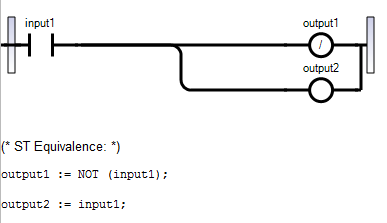 input1 output1
/
output2
(* ST Equivalence: *)
output1 := NOT (input1);
output2 := input1;